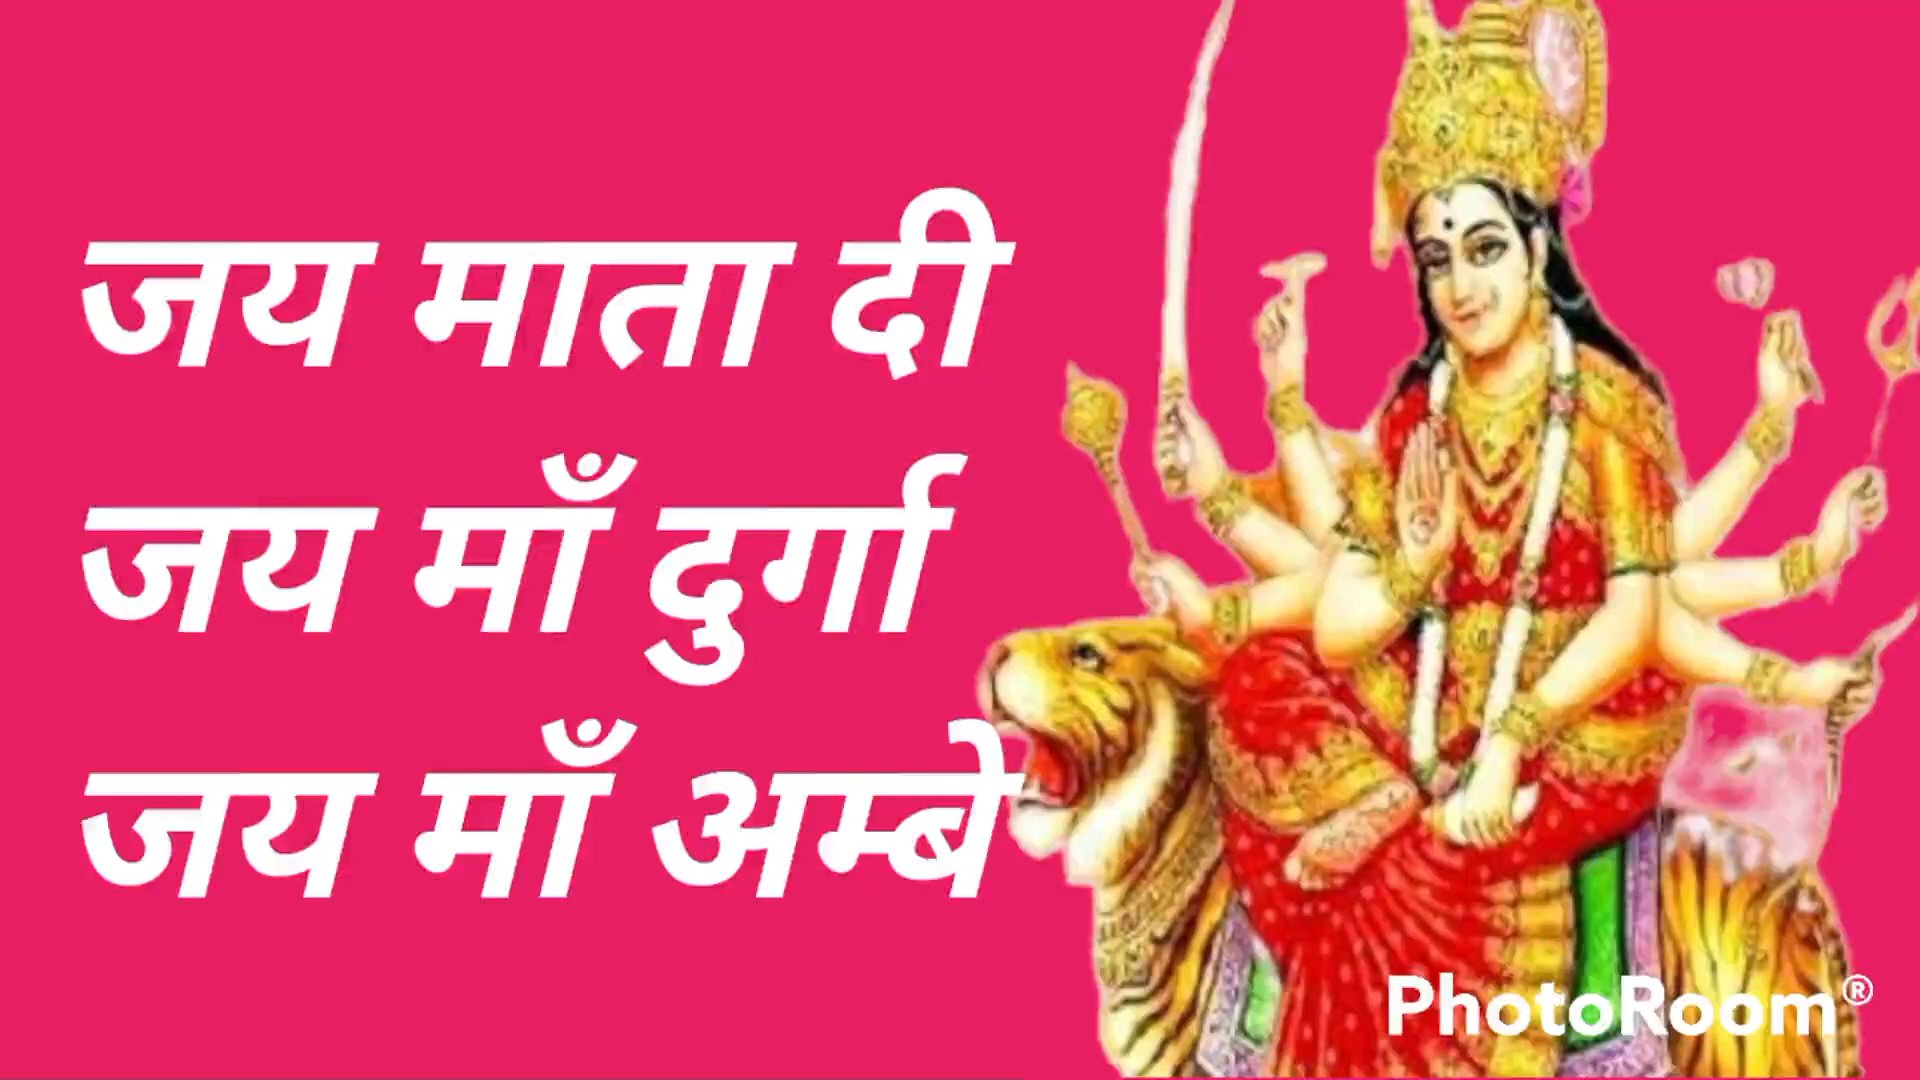 जय माता दी
जय माँ दुर्गा
जय माँ अम्बे
PhotoRoom®